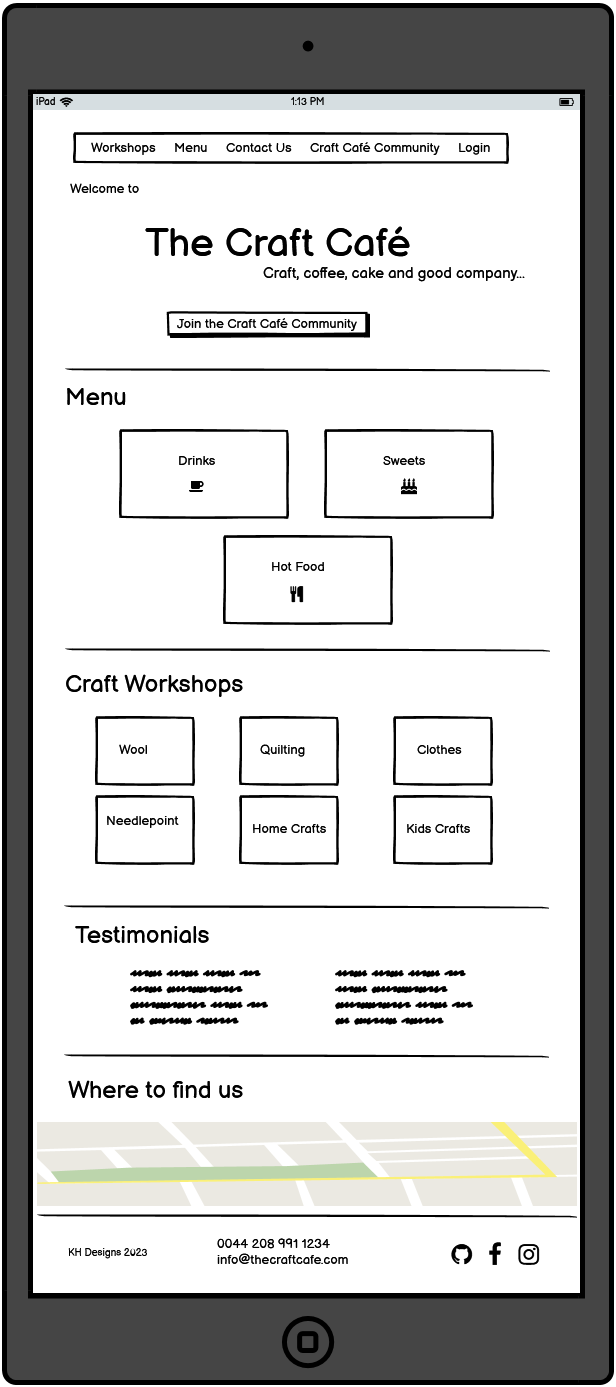 iPad 1:13 PM
Workshops Menu Contact Us Craft Café Community Login
Welcome to
The Craft Café
Craft, coffee, cake and good company...
Join the Craft Café Community
Menu
Drinks Sweets
Hot Food
Craft Workshops
Wool Quilting Clothes
Needlepoint Home Crafts Kids Crafts
Testimonials
Where to find us
KH Designs 2023
0044 208 991 1234
info@thecraftcafe.com